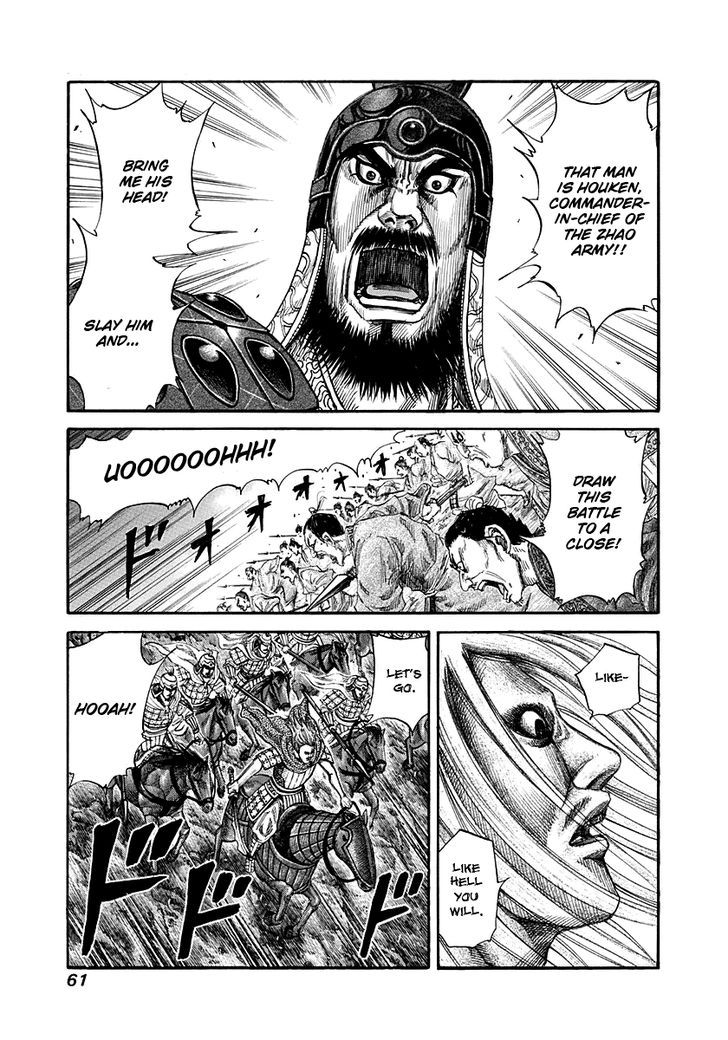 THAT MAN
IS HOUKEN,
COMMANDER-
IN-CHIEF OF
THE ZHAO
ARMY!!
BRING
ME HIS
HEAD!
SLAY HIM
AND...
DRAW
THIS
BATTLE
TO A
CLOSE!
UOOOOOOHHH!
ドオオオオオオ
LIKE-
LIKE
HELL
YOU
WILL.
LET'S
GO.
HOOAH!
ドドド
61